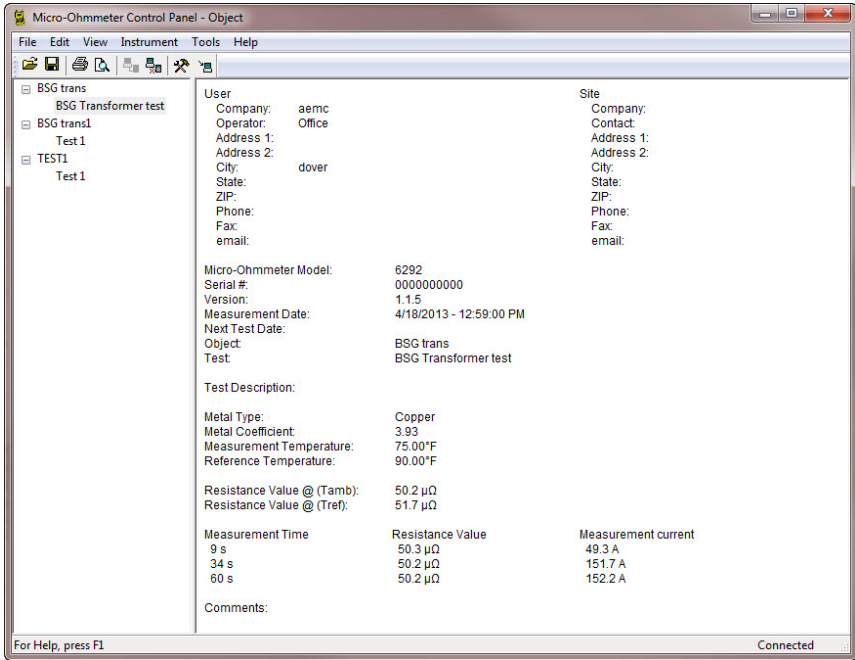 Micro-Ohmmeter Control Panel - Object
File Edit View Instrument Tools Help
BSG trans
BSG Transformer test
BSG trans1
Test 1
TEST1
Test 1
User
Company: aemc
Operator: Office
Address 1:
Address 2:
City: dover
State:
ZIP:
Phone:
Fax:
email:
Site
Company:
Contact:
Address 1:
Address 2:
City:
State:
ZIP:
Phone:
Fax:
email:
Micro-Ohmmeter Model: 6292
Serial #: 0000000000
Version: 1.1.5
Measurement Date: 4/18/2013 - 12:59:00 PM
Next Test Date:
Object: BSG trans
Test: BSG Transformer test
Test Description:
Metal Type: Copper
Metal Coefficient: 3.93
Measurement Temperature: 75.00°F
Reference Temperature: 90.00°F
Resistance Value @ (Tamb): 50.2 µΩ
Resistance Value @ (Tref): 51.7 µΩ
Measurement Time Resistance Value Measurement current
9 s 50.3 µΩ 49.3 A
34 s 50.2 µΩ 151.7 A
60 s 50.2 µΩ 152.2 A
Comments:
For Help, press F1 Connected